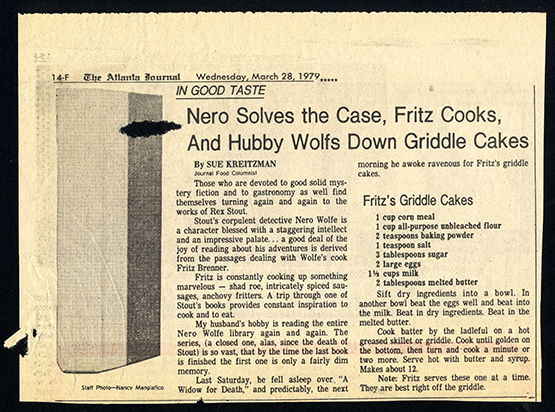 14-F The Atlanta Journal Wednesday, March 28, 1979.....
IN GOOD TASTE
Nero Solves the Case, Fritz Cooks,
And Hubby Wolfs Down Griddle Cakes
By SUE KREITZMAN
Journal Food Columnist
Those who are devoted to good solid mys-
tery fiction and to gastronomy as well find
themselves turning again and again to the
works of Rex Stout.
Stout's corpulent detective Nero Wolfe is
a character blessed with a staggering intellect
and an impressive palate... a good deal of the
joy of reading about his adventures is derived
from the passages dealing with Wolfe's cook
Fritz Brenner.
Fritz is constantly cooking up something
marvelous — shad roe, intricately spiced sau-
sages, anchovy fritters. A trip through one of
Stout's books provides constant inspiration to
cook and to eat.
My husband's hobby is reading the entire
Nero Wolfe library again and again. The
series, (a closed one, alas, since the death of
Stout) is so vast, that by the time the last book
is finished the first one is only a fairly dim
memory.
Last Saturday, he fell asleep over "A
Widow for Death," and predictably, the next
morning he awoke ravenous for Fritz's griddle
cakes.
Fritz's Griddle Cakes
1 cup corn meal
1 cup all-purpose unbleached flour
2 teaspoons baking powder
1 teaspoon salt
3 tablespoons sugar
2 large eggs
1½ cups milk
2 tablespoons melted butter
Sift dry ingredients into a bowl. In
another bowl beat the eggs well and beat into
the milk. Beat in dry ingredients. Beat in the
melted butter.
Cook batter by the ladleful on a hot
greased skillet or griddle. Cook until golden on
the bottom, then turn and cook a minute or
two more. Serve hot with butter and syrup.
Makes about 12.
Note: Fritz serves these one at a time.
They are best right off the griddle.
Staff Photo—Nancy Mangiafico